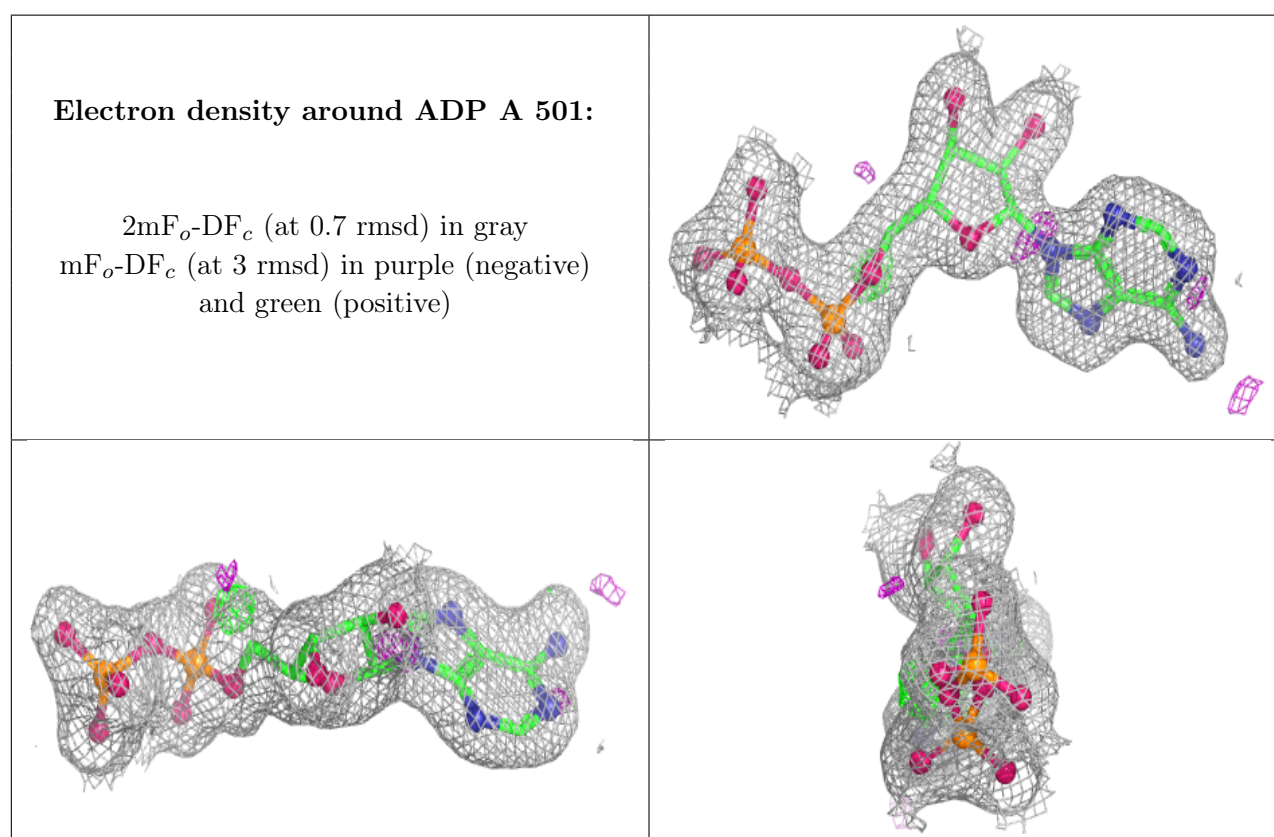 Electron density around ADP A 501:
2mFo-DFc (at 0.7 rmsd) in gray
mFo-DFc (at 3 rmsd) in purple (negative)
and green (positive)